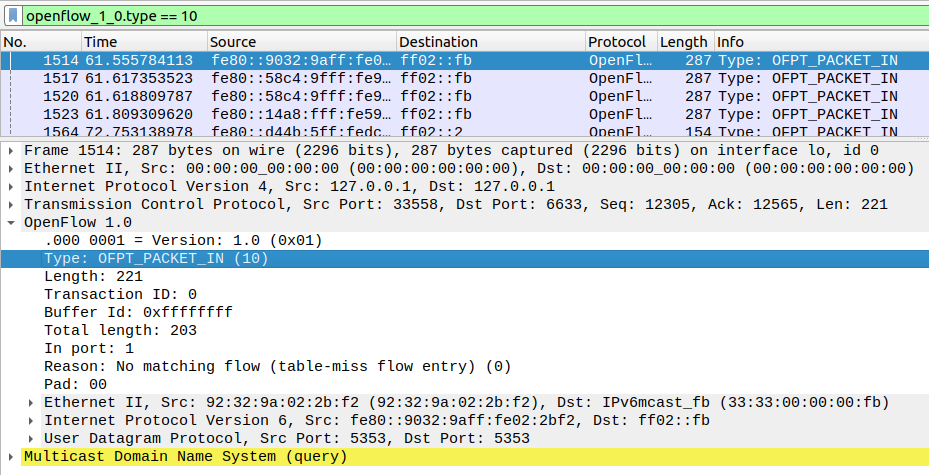 openflow_1_0.type == 10
No. Time Source Destination Protocol Length Info
1514 61.555784113 fe80::9032:9aff:fe0… ff02::fb OpenFl… 287 Type: OFPT_PACKET_IN
1517 61.617353523 fe80::58c4:9fff:fe9… ff02::fb OpenFl… 287 Type: OFPT_PACKET_IN
1520 61.618809787 fe80::58c4:9fff:fe9… ff02::fb OpenFl… 287 Type: OFPT_PACKET_IN
1523 61.809309620 fe80::14a8:fff:fe59… ff02::fb OpenFl… 287 Type: OFPT_PACKET_IN
1564 72.753138978 fe80::d44b:5ff:fedc… ff02::2 OpenFl… 154 Type: OFPT_PACKET_IN
Frame 1514: 287 bytes on wire (2296 bits), 287 bytes captured (2296 bits) on interface lo, id 0
Ethernet II, Src: 00:00:00_00:00:00 (00:00:00:00:00:00), Dst: 00:00:00_00:00:00 (00:00:00:00:00:00)
Internet Protocol Version 4, Src: 127.0.0.1, Dst: 127.0.0.1
Transmission Control Protocol, Src Port: 33558, Dst Port: 6633, Seq: 12305, Ack: 12565, Len: 221
OpenFlow 1.0
.000 0001 = Version: 1.0 (0x01)
Type: OFPT_PACKET_IN (10)
Length: 221
Transaction ID: 0
Buffer Id: 0xffffffff
Total length: 203
In port: 1
Reason: No matching flow (table-miss flow entry) (0)
Pad: 00
Ethernet II, Src: 92:32:9a:02:2b:f2 (92:32:9a:02:2b:f2), Dst: IPv6mcast_fb (33:33:00:00:00:fb)
Internet Protocol Version 6, Src: fe80::9032:9aff:fe02:2bf2, Dst: ff02::fb
User Datagram Protocol, Src Port: 5353, Dst Port: 5353
Multicast Domain Name System (query)